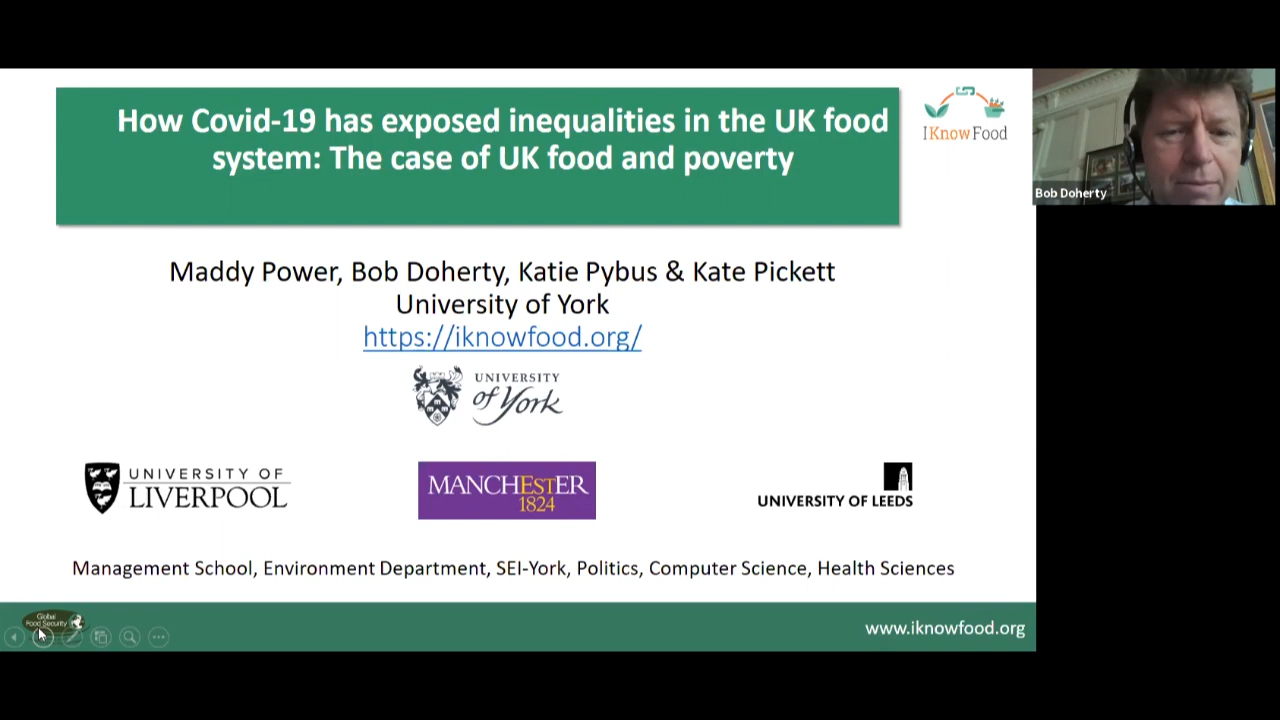 How Covid-19 has exposed inequalities in the UK food
system: The case of UK food and poverty
IKnowFood
Bob Doherty
Maddy Power, Bob Doherty, Katie Pybus & Kate Pickett
University of York
https://iknowfood.org/
UNIVERSITY
of York
UNIVERSITY OF
LIVERPOOL
MANCHESTER
1824
UNIVERSITY OF LEEDS
Management School, Environment Department, SEI-York, Politics, Computer Science, Health Sciences
Global
Food Security
www.iknowfood.org